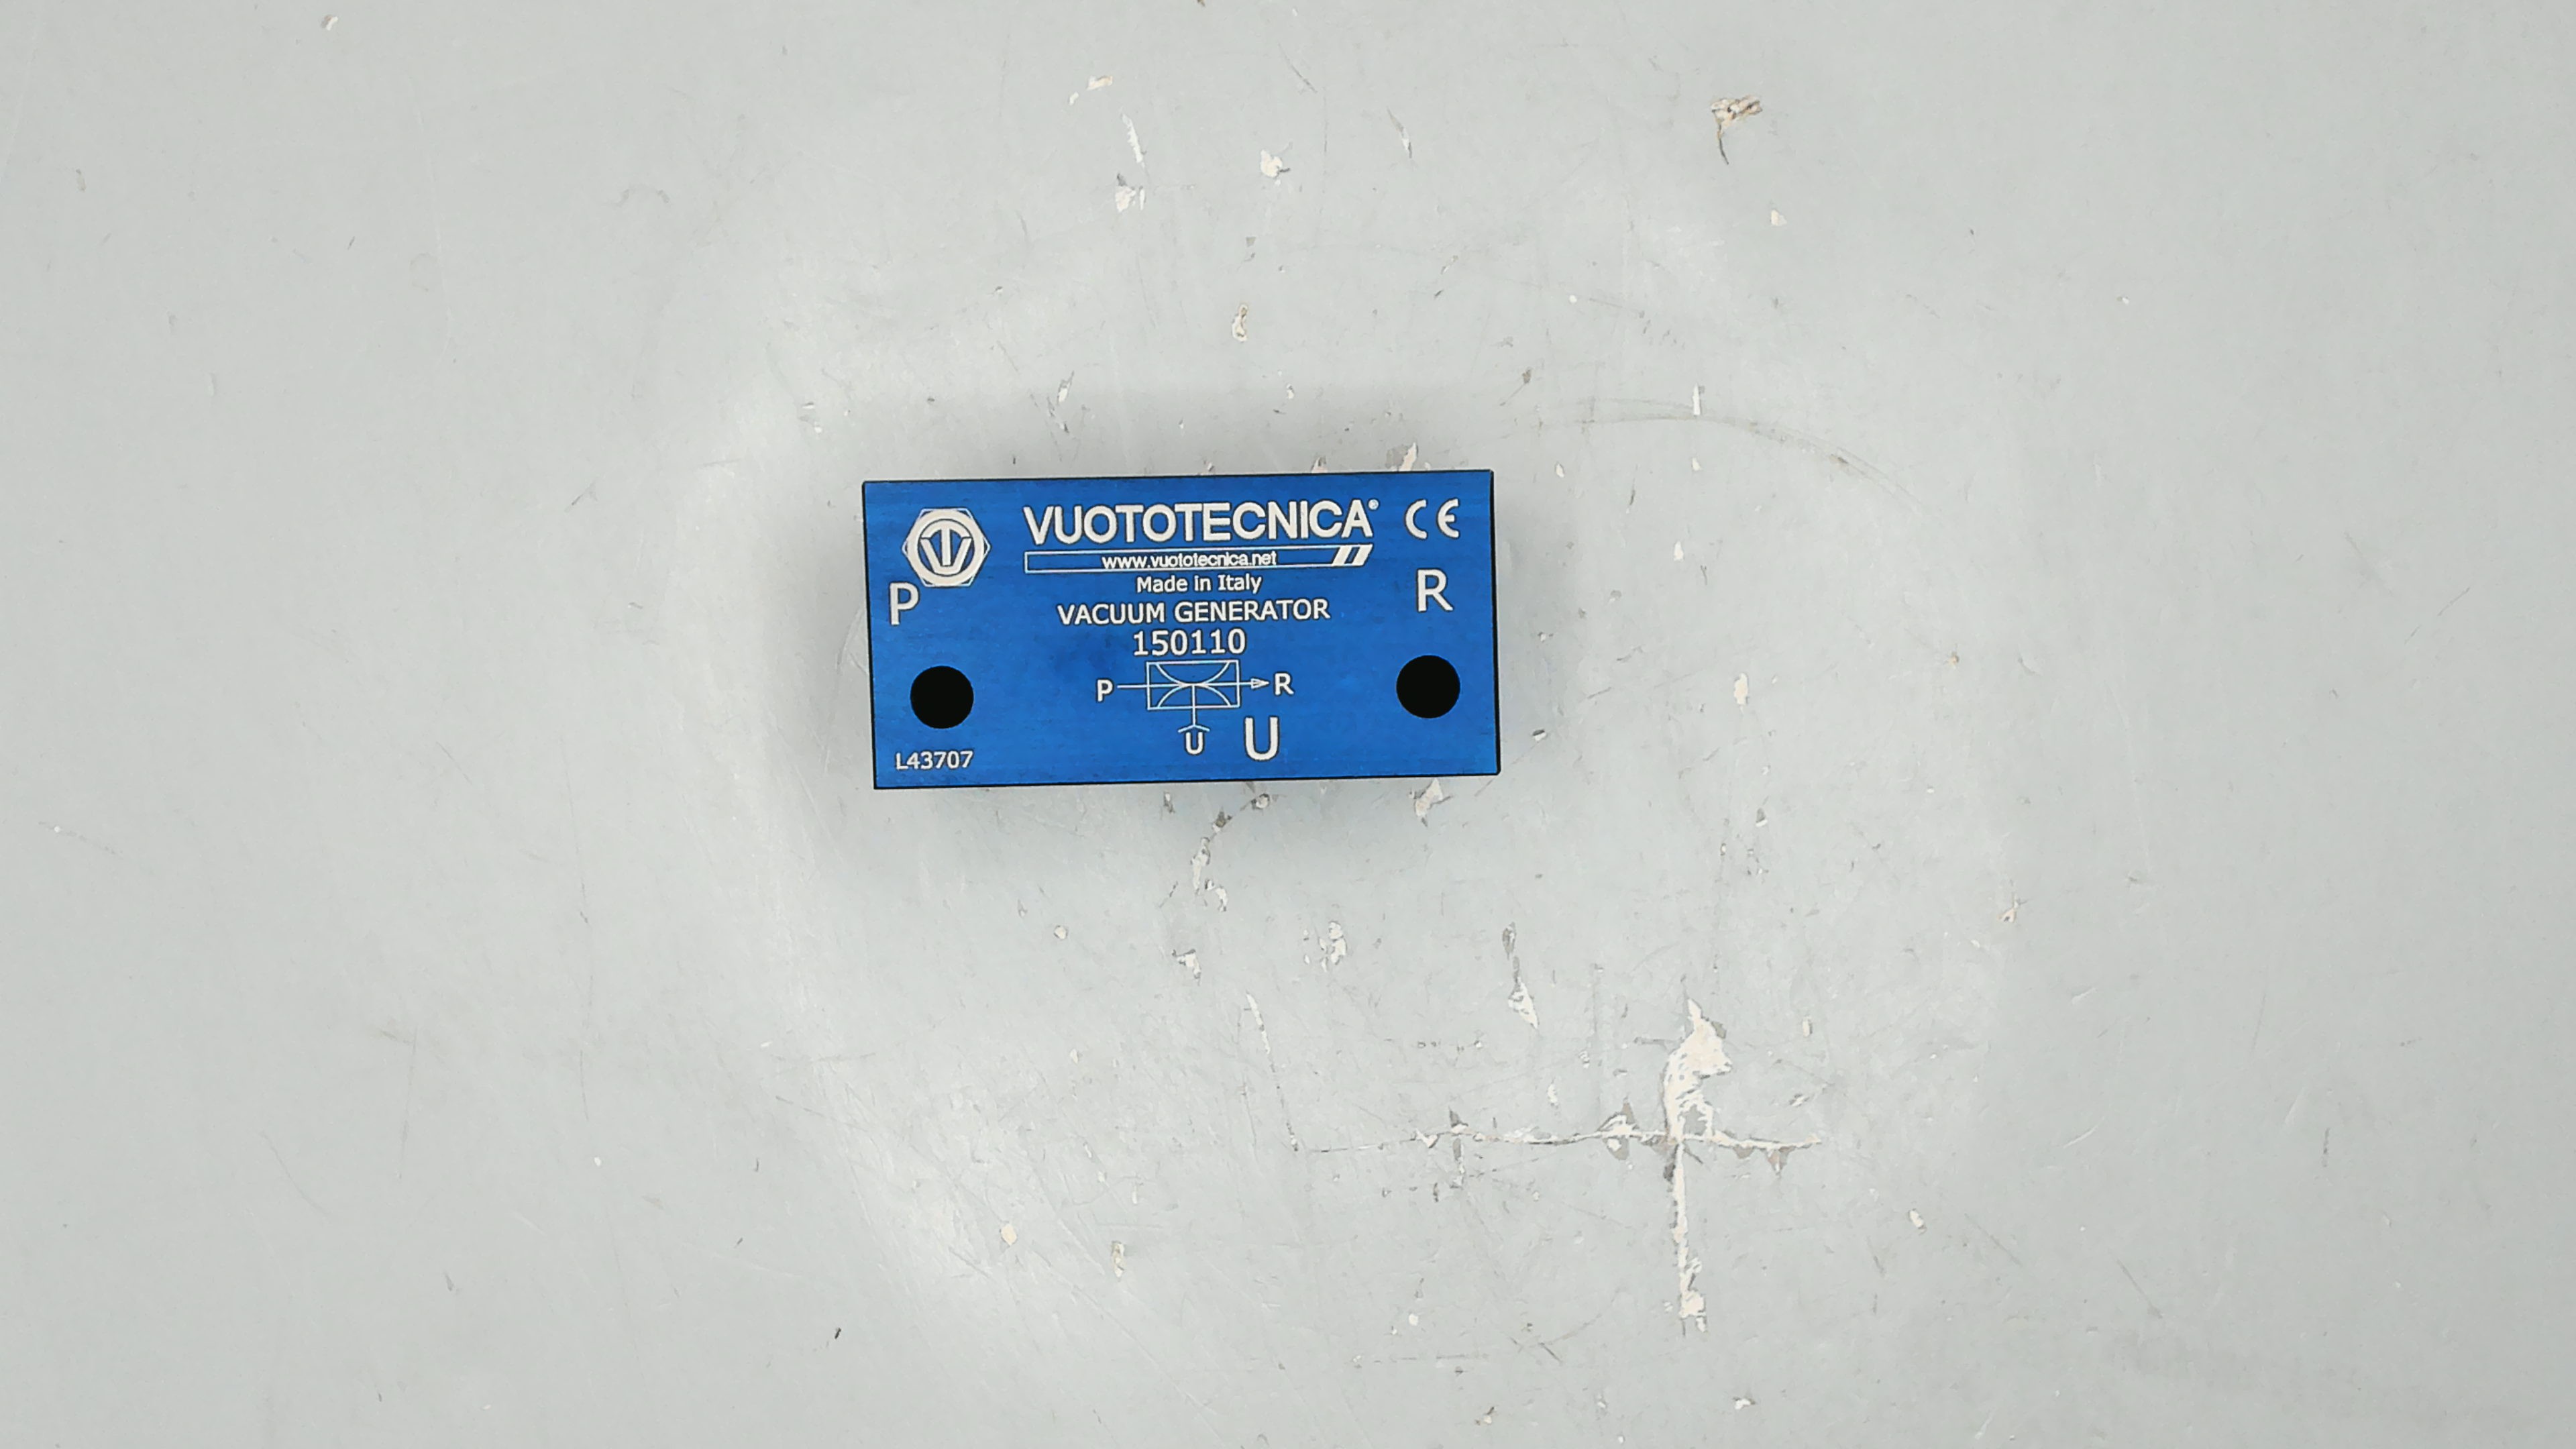 VUOTOTECNICA® CE
www.vuototecnica.net
Made in Italy
P VACUUM GENERATOR R
150110
P R
U U
L43707